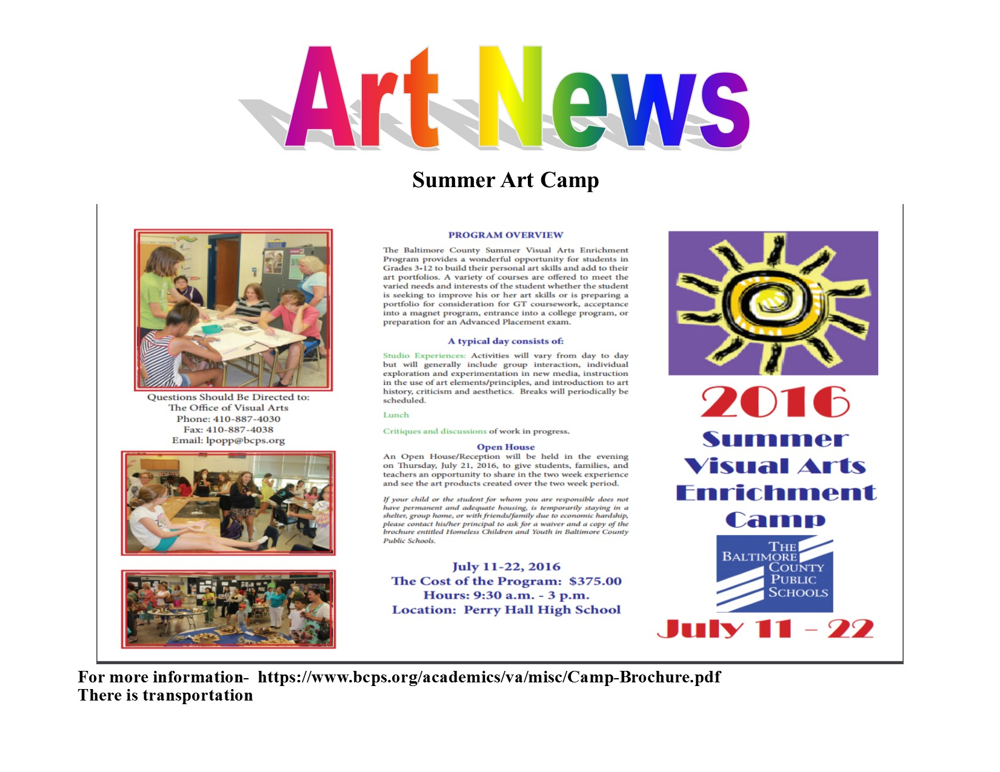 Art News
Summer Art Camp
Questions Should Be Directed to:
The Office of Visual Arts
Phone: 410-887-4030
Fax: 410-887-4038
Email: lpopp@bcps.org
PROGRAM OVERVIEW
The Baltimore County Summer Visual Arts Enrichment
Program provides a wonderful opportunity for students in
Grades 3-12 to build their personal art skills and add to their
art portfolios. A variety of courses are offered to meet the
varied needs and interests of the student whether the student
is seeking to improve his or her art skills or is preparing a
portfolio for consideration for GT coursework, acceptance
into a magnet program, entrance into a college program, or
preparation for an Advanced Placement exam.
A typical day consists of:
Studio Experiences: Activities will vary from day to day
but will generally include group interaction, individual
exploration and experimentation in new media, instruction
in the use of art elements/principles, and introduction to art
history, criticism and aesthetics. Breaks will periodically be
scheduled.
Lunch
Critiques and discussions of work in progress.
Open House
An Open House/Reception will be held in the evening
on Thursday, July 21, 2016, to give students, families, and
teachers an opportunity to share in the two week experience
and see the art products created over the two week period.
If your child or the student for whom you are responsible does not
have permanent and adequate housing, is temporarily staying in a
shelter, group home, or with friends/family due to economic hardship,
please contact his/her principal to ask for a waiver and a copy of the
brochure entitled Homeless Children and Youth in Baltimore County
Public Schools.
July 11-22, 2016
The Cost of the Program: $375.00
Hours: 9:30 a.m. - 3 p.m.
Location: Perry Hall High School
2016
Summer
Visual Arts
Enrichment
Camp
THE
BALTIMORE
COUNTY
PUBLIC
SCHOOLS
July 11 - 22
For more information- https://www.bcps.org/academics/va/misc/Camp-Brochure.pdf
There is transportation